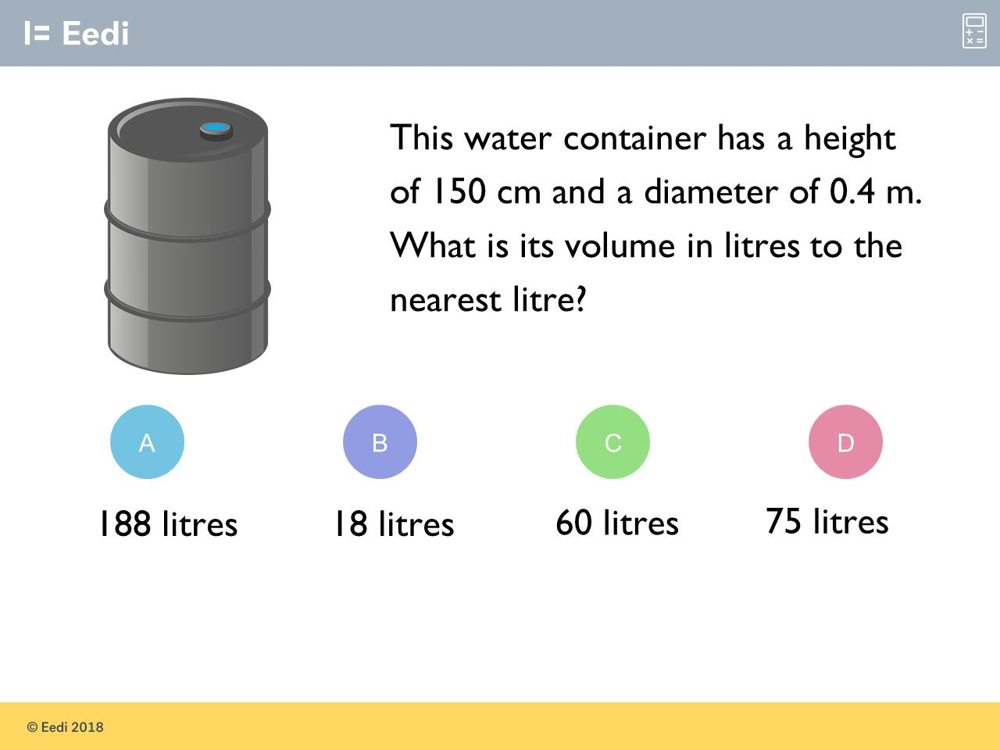 Eedi
This water container has a height
of 150 cm and a diameter of 0.4 m.
What is its volume in litres to the
nearest litre?
A
B
C
D
188 litres
18 litres
60 litres
75 litres
© Eedi 2018